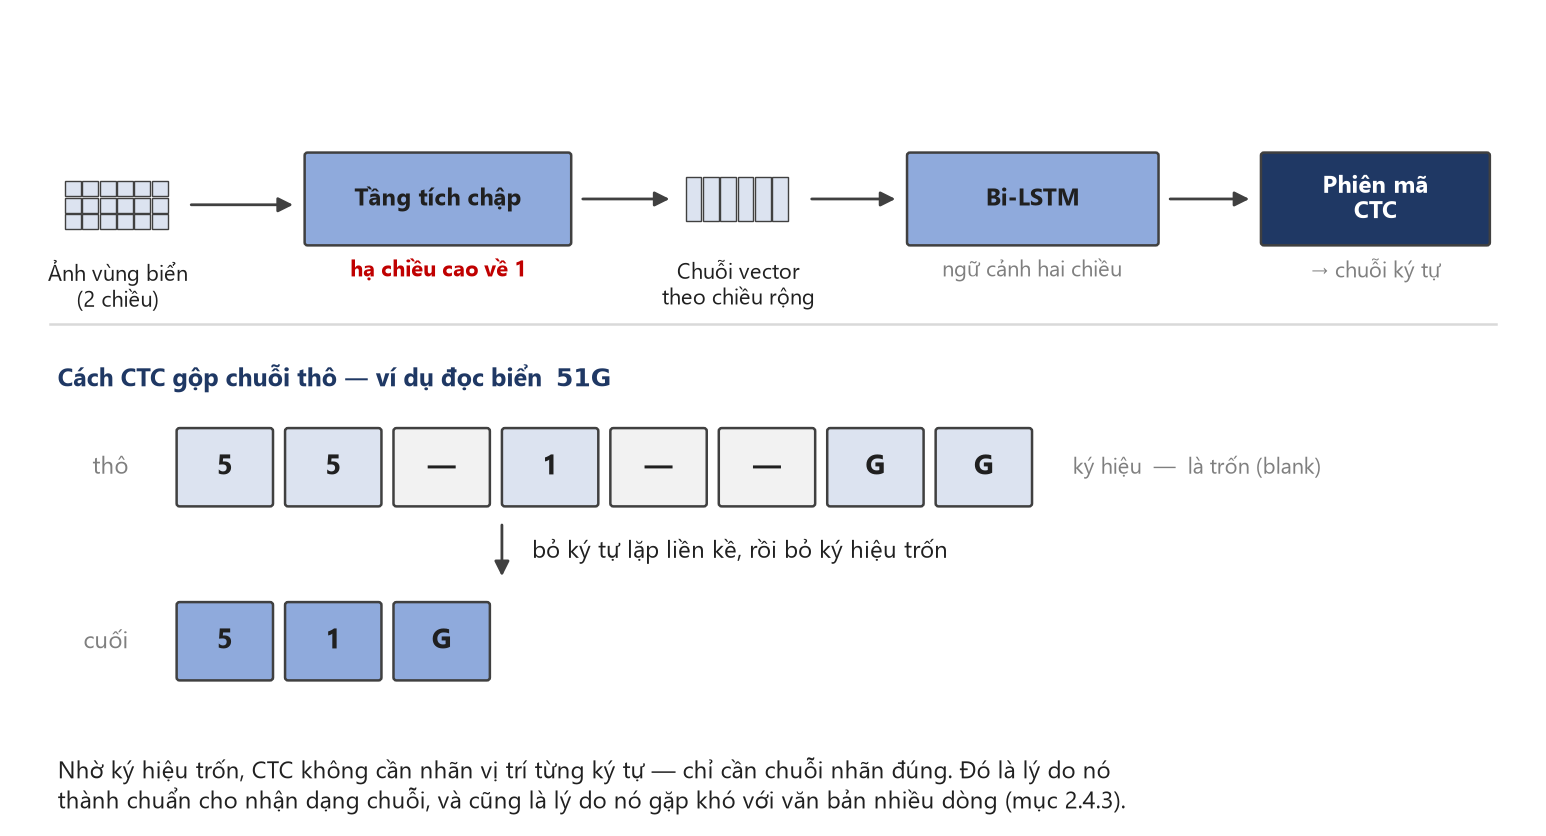 Tầng tích chập
Bi-LSTM
Phiên mã
CTC
Ảnh vùng biển
(2 chiều)
hạ chiều cao về 1
Chuỗi vector
theo chiều rộng
ngữ cảnh hai chiều
→ chuỗi ký tự
Cách CTC gộp chuỗi thô — ví dụ đọc biển 51G
thô 5 5 — 1 — — G G ký hiệu — là trốn (blank)
bỏ ký tự lặp liền kề, rồi bỏ ký hiệu trốn
cuối 5 1 G
Nhờ ký hiệu trốn, CTC không cần nhãn vị trí từng ký tự — chỉ cần chuỗi nhãn đúng. Đó là lý do nó
thành chuẩn cho nhận dạng chuỗi, và cũng là lý do nó gặp khó với văn bản nhiều dòng (mục 2.4.3).